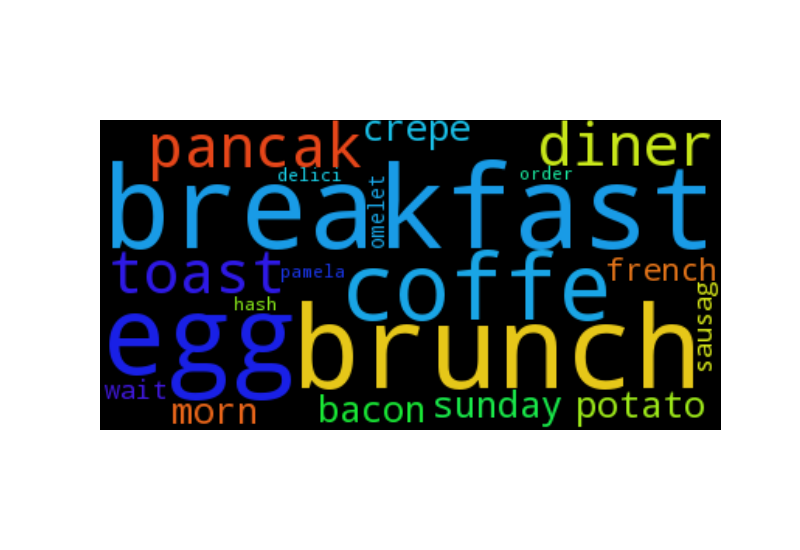 pancak
crepe
diner
delici
order
breakfast
omelet
toast
pamela
coffe
french
hash
egg
brunch
sausag
wait
morn
bacon
sunday
potato